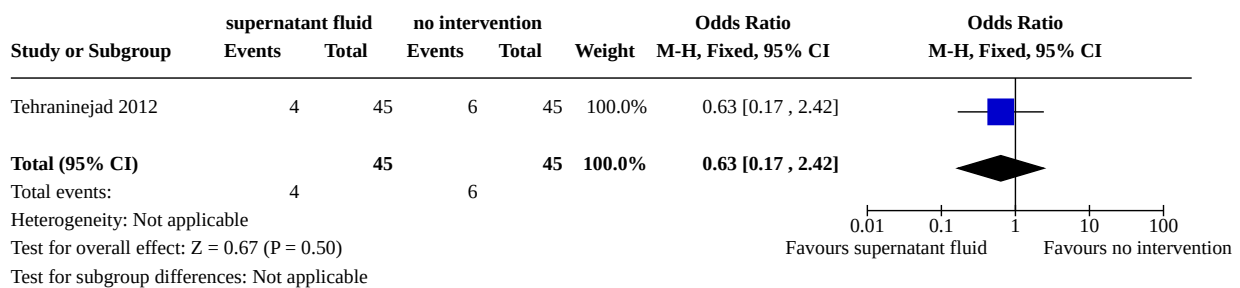 supernatant fluid no intervention Odds Ratio Odds Ratio
Study or Subgroup Events Total Events Total Weight M-H, Fixed, 95% CI M-H, Fixed, 95% CI
Tehraninejad 2012 4 45 6 45 100.0% 0.63 [0.17 , 2.42]
Total (95% CI) 45 45 100.0% 0.63 [0.17 , 2.42]
Total events: 4 6
Heterogeneity: Not applicable
0.01 0.1 1 10 100
Test for overall effect: Z = 0.67 (P = 0.50)
Favours supernatant fluid Favours no intervention
Test for subgroup differences: Not applicable